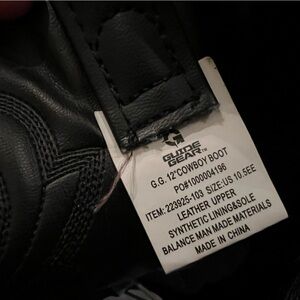 GUIDE
GEAR™
G.G. 12"COWBOY BOOT
PO#1000004196
ITEM: 223925-103 SIZE:US 10.5EE
LEATHER UPPER
SYNTHETIC LINING&SOLE
BALANCE MAN MADE MATERIALS
MADE IN CHINA